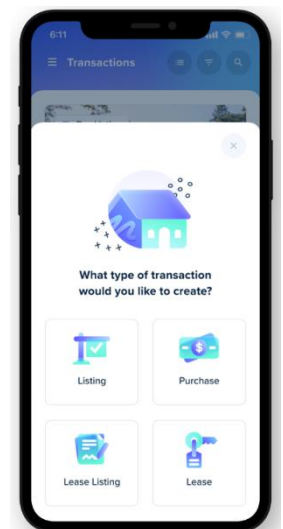 6:11
Transactions
What type of transaction
would you like to create?
Listing
Purchase
Lease Listing
Lease